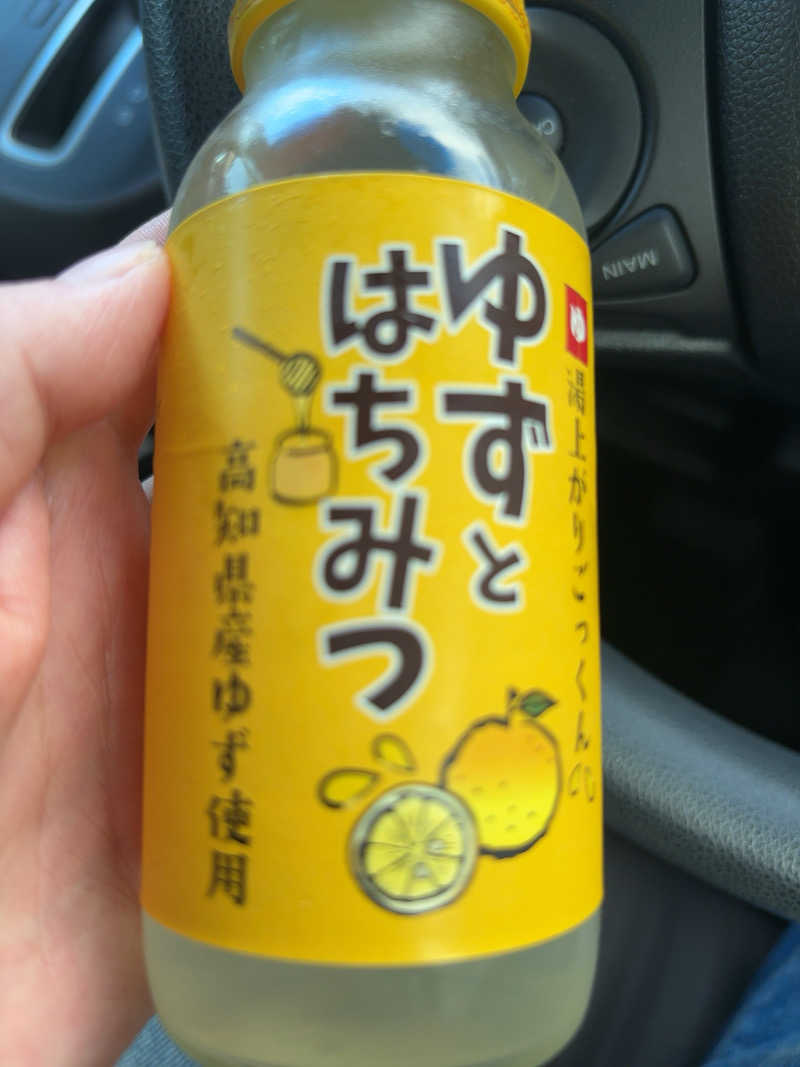 ゆ
湯上がりごっくん
ゆずと
はちみつ
高知県産ゆず使用
MAIN